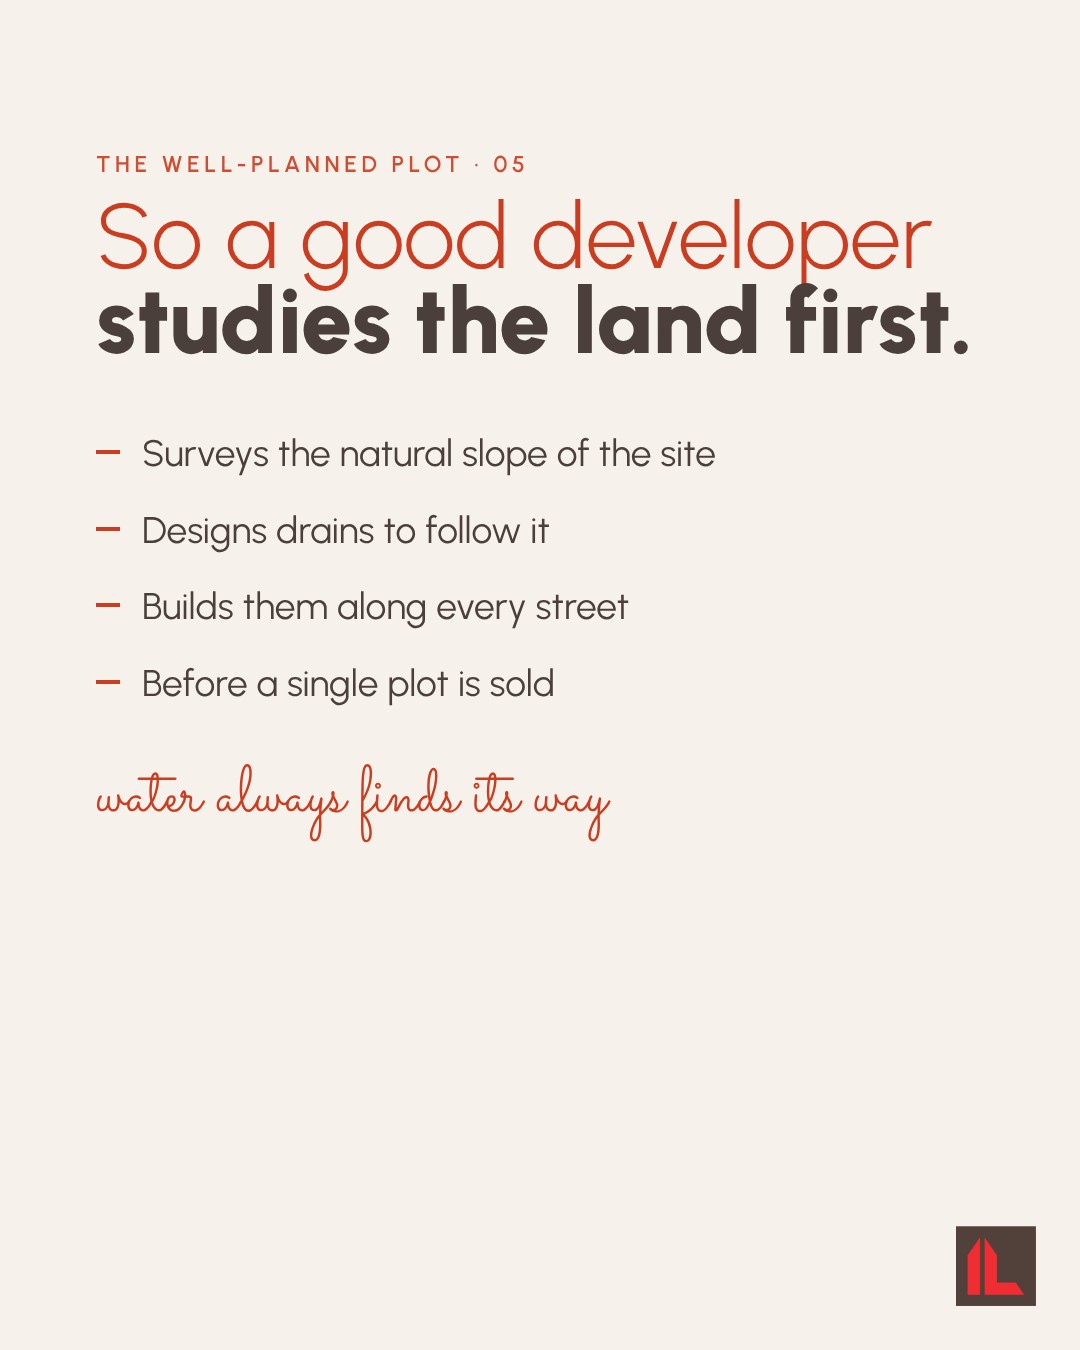 THE WELL-PLANNED PLOT · 05
So a good developer
studies the land first.
Surveys the natural slope of the site
Designs drains to follow it
Builds them along every street
Before a single plot is sold
water always finds its way
IL